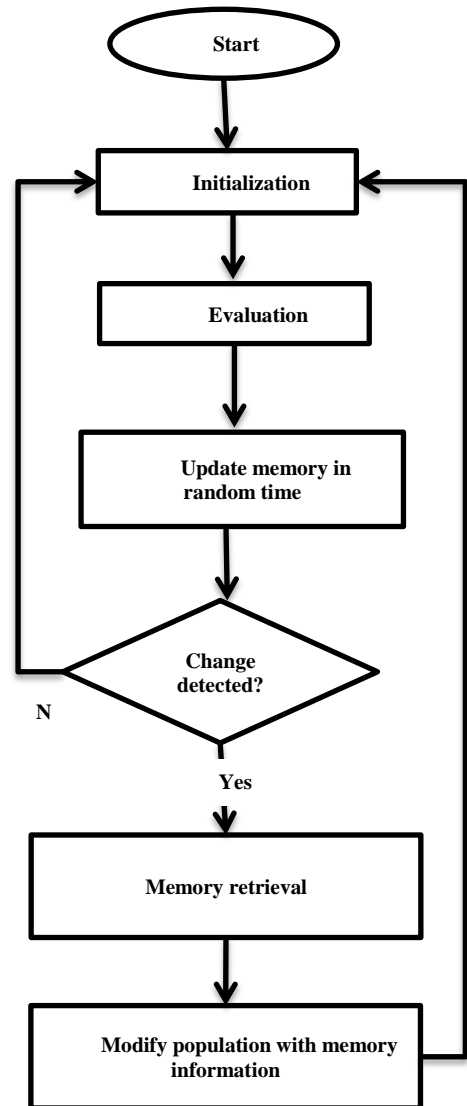 Start
Initialization
Evaluation
Update memory in
random time
Change
detected?
N
Yes
Memory retrieval
Modify population with memory
information